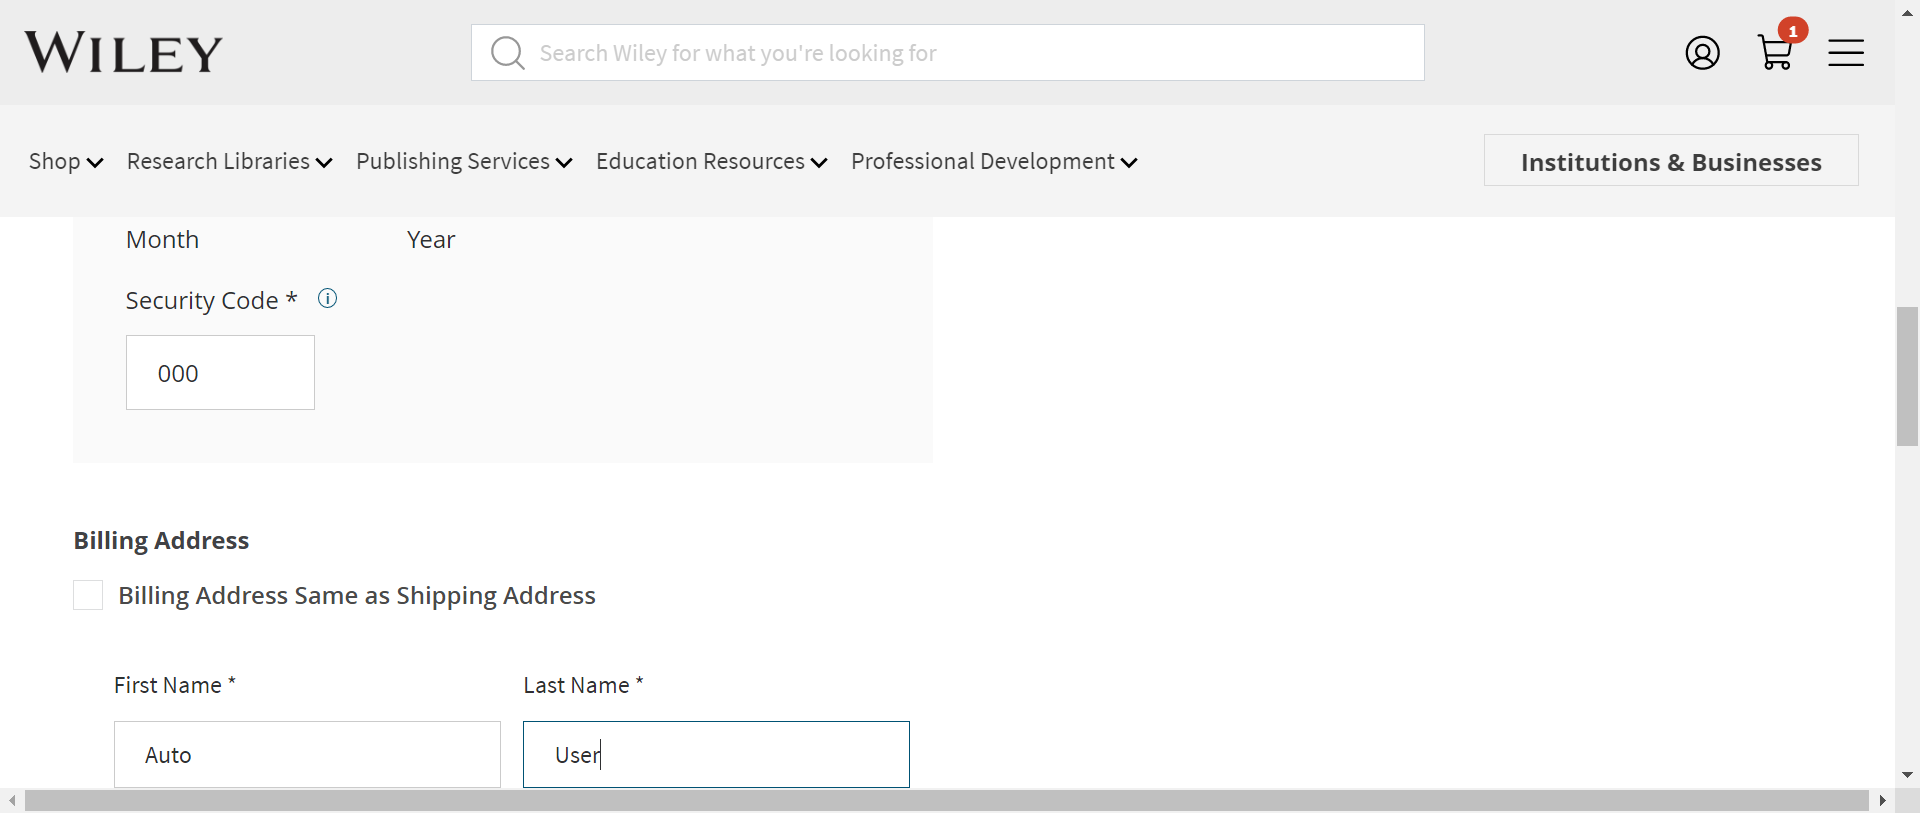 WILEY
Search Wiley for what you're looking for
1
Shop Research Libraries Publishing Services Education Resources Professional Development Institutions & Businesses
Month Year
Security Code *
000
Billing Address
Billing Address Same as Shipping Address
First Name * Last Name *
Auto User